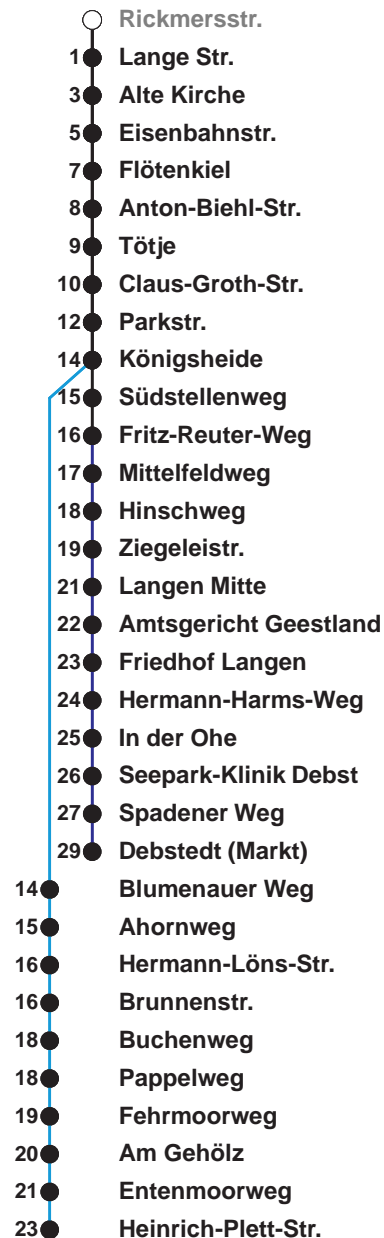 Rickmersstr.
1 Lange Str.
3 Alte Kirche
5 Eisenbahnstr.
7 Flötenkiel
8 Anton-Biehl-Str.
9 Tötje
10 Claus-Groth-Str.
12 Parkstr.
14 Königsheide
15 Südstellenweg
16 Fritz-Reuter-Weg
17 Mittelfeldweg
18 Hinschweg
19 Ziegeleistr.
21 Langen Mitte
22 Amtsgericht Geestland
23 Friedhof Langen
24 Hermann-Harms-Weg
25 In der Ohe
26 Seepark-Klinik Debst
27 Spadener Weg
29 Debstedt (Markt)
14 Blumenauer Weg
15 Ahornweg
16 Hermann-Löns-Str.
16 Brunnenstr.
18 Buchenweg
18 Pappelweg
19 Fehrmoorweg
20 Am Gehölz
21 Entenmoorweg
23 Heinrich-Plett-Str.